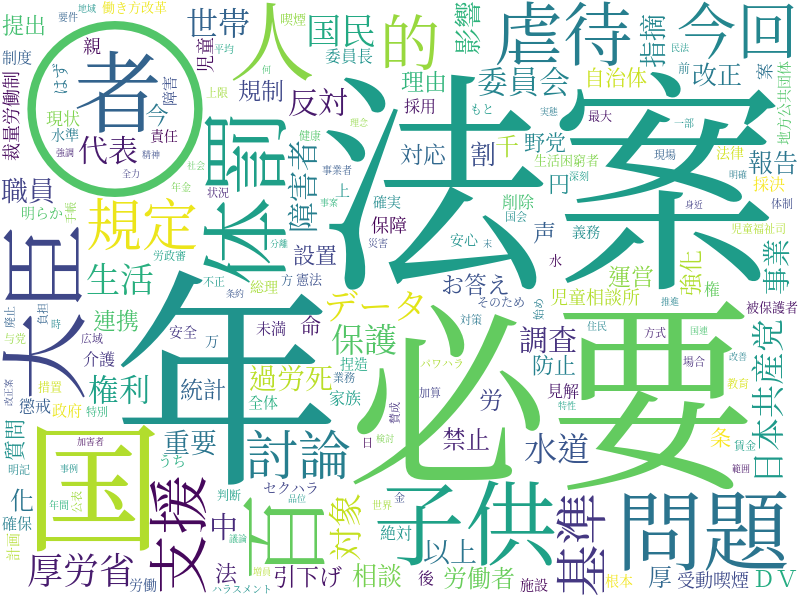 地域
働き方改革
喫煙
提出
要件
世帯
平均
国民
影響
人
的
虐待
今回
民法
委員長
親
児童
何
指摘
前
案
制度
はず
者
障害
上限
理由
委員会
自治体
改正
規制
地方公共団体
裁量労働制
現状
今
反対
採用
もと
実態
最大
一部
水準
責任
健康
理念
千
野党
法
案
強調
精神
代表
対応
割
生活困窮者
現場
法律
報告
全力
社会
体罰
障害者
事業者
上
円
深刻
明確
採決
職員
年金
状況
事案
確実
削除
身近
体制
明らか
手帳
規定
保障
国会
声
義務
児童福祉司
大臣
労政審
分離
設置
災害
安心
末
水
運営
強化
権
事業
生活
不正
方
憲法
お答え
総理
条約
児童相談所
推進
被保護者
廃止
負担
時
連携
年
データ
そのため
始め
与党
広域
安全
万
未満
命
対策
住民
方式
国連
日本共産党
介護
保護
必要
調査
改正案
措置
権利
統計
過労死
捏造
パワハラ
防止
場合
改善
懲戒
政府
特別
全体
家族
業務
加算
労
見解
特性
教育
質問
国
加害者
重要
討論
賛成
禁止
水道
条
賃金
明記
事例
うち
日
検討
範囲
化
年間
公表
支援
セクハラ
子供
問題
確保
判断
品位
対象
世界
金
中
百
絶対
以上
基準
計画
議論
厚労省
労働
法
引下げ
相談
後
労働者
施設
根本
厚
受動喫煙
ＤＶ
ハラスメント
増員